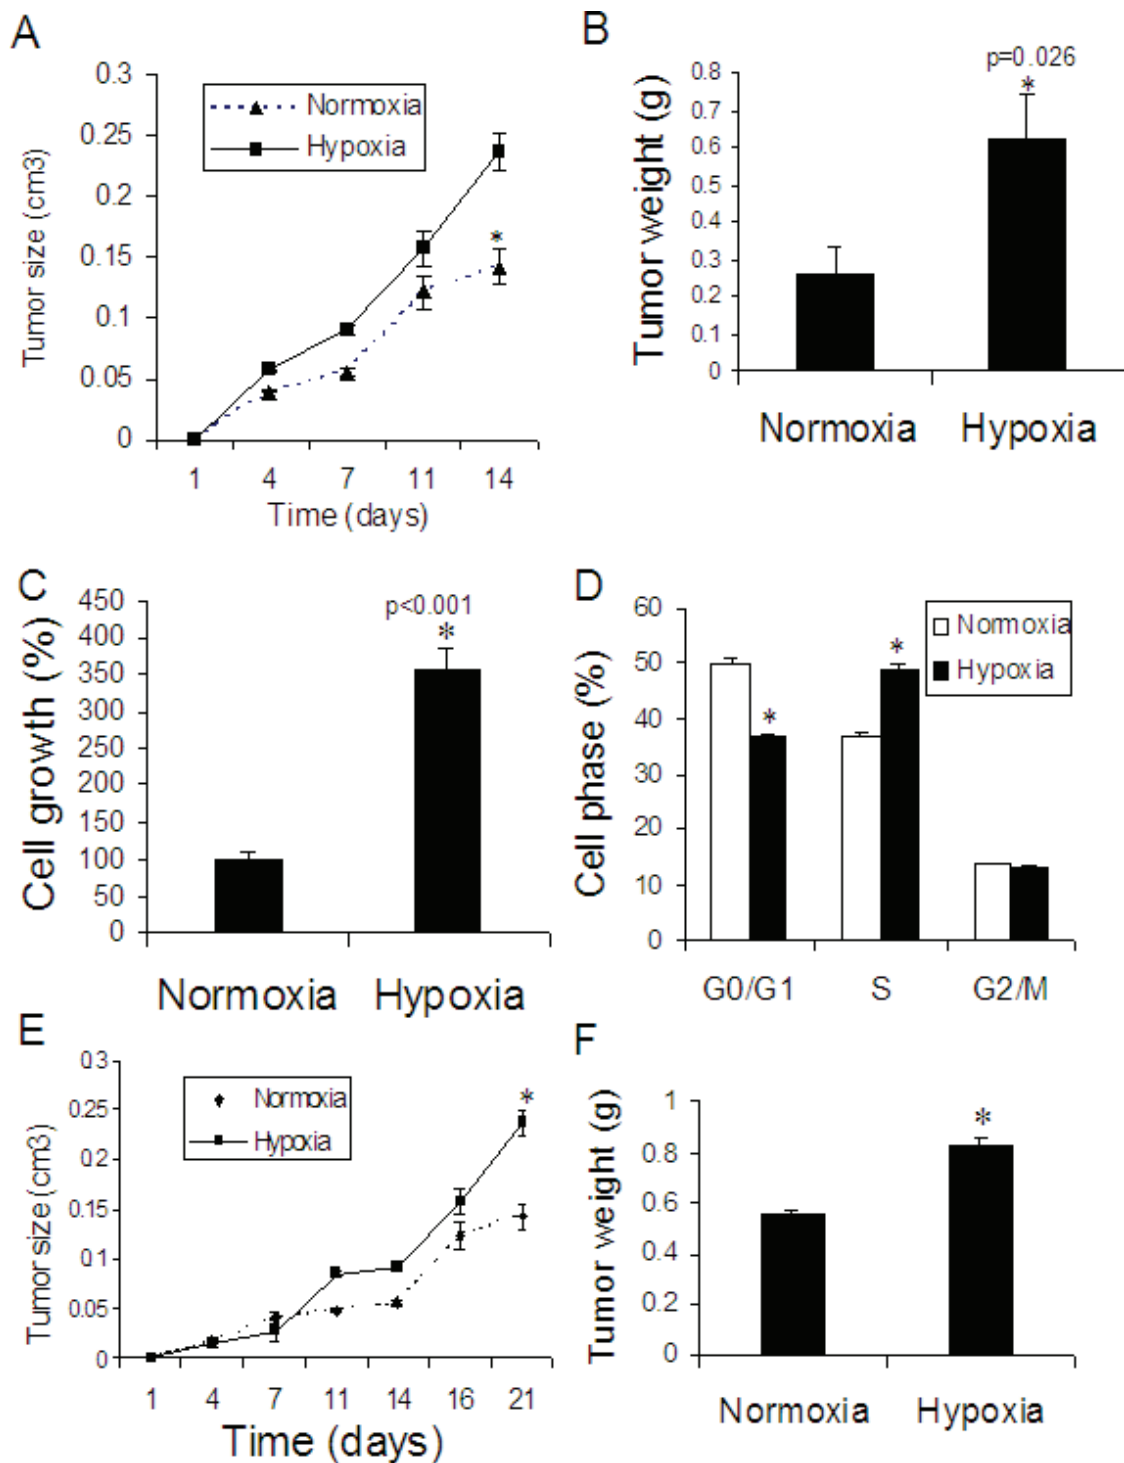 A
Tumor size (cm3)
0.3
0.25
0.2
0.15
0.1
0.05
0
Normoxia
Hypoxia
*
1 4 7 11 14
Time (days)
B
Tumor weight (g)
0.8
0.7
0.6
0.5
0.4
0.3
0.2
0.1
0
p=0.026
*
Normoxia Hypoxia
C
Cell growth (%)
450
400
350
300
250
200
150
100
50
0
p<0.001
*
Normoxia Hypoxia
D
Cell phase (%)
60
50
40
30
20
10
0
Normoxia
Hypoxia
*
*
G0/G1 S G2/M
E
Tumor size (cm3)
0.3
0.25
0.2
0.15
0.1
0.05
0
Normoxia
Hypoxia
*
1 4 7 11 14 16 21
Time (days)
F
Tumor weight (g)
1
0.8
0.6
0.4
0.2
0
*
Normoxia Hypoxia